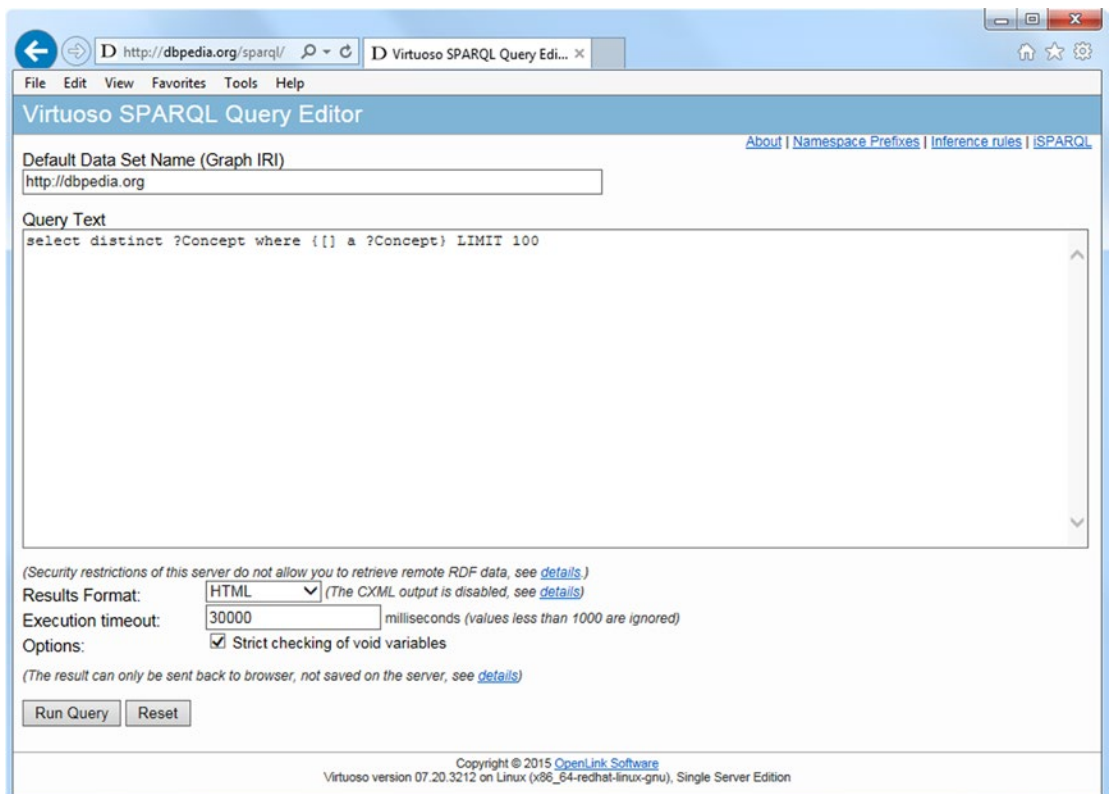 D http://dbpedia.org/sparql/
D Virtuoso SPARQL Query Edi... ×
File Edit View Favorites Tools Help
Virtuoso SPARQL Query Editor
About | Namespace Prefixes | Inference rules | iSPARQL
Default Data Set Name (Graph IRI)
http://dbpedia.org
Query Text
select distinct ?Concept where {[] a ?Concept} LIMIT 100
(Security restrictions of this server do not allow you to retrieve remote RDF data, see details.)
Results Format: HTML (The CXML output is disabled, see details)
Execution timeout: 30000 milliseconds (values less than 1000 are ignored)
Options: Strict checking of void variables
(The result can only be sent back to browser, not saved on the server, see details)
Run Query Reset
Copyright © 2015 OpenLink Software
Virtuoso version 07.20.3212 on Linux (x86_64-redhat-linux-gnu), Single Server Edition